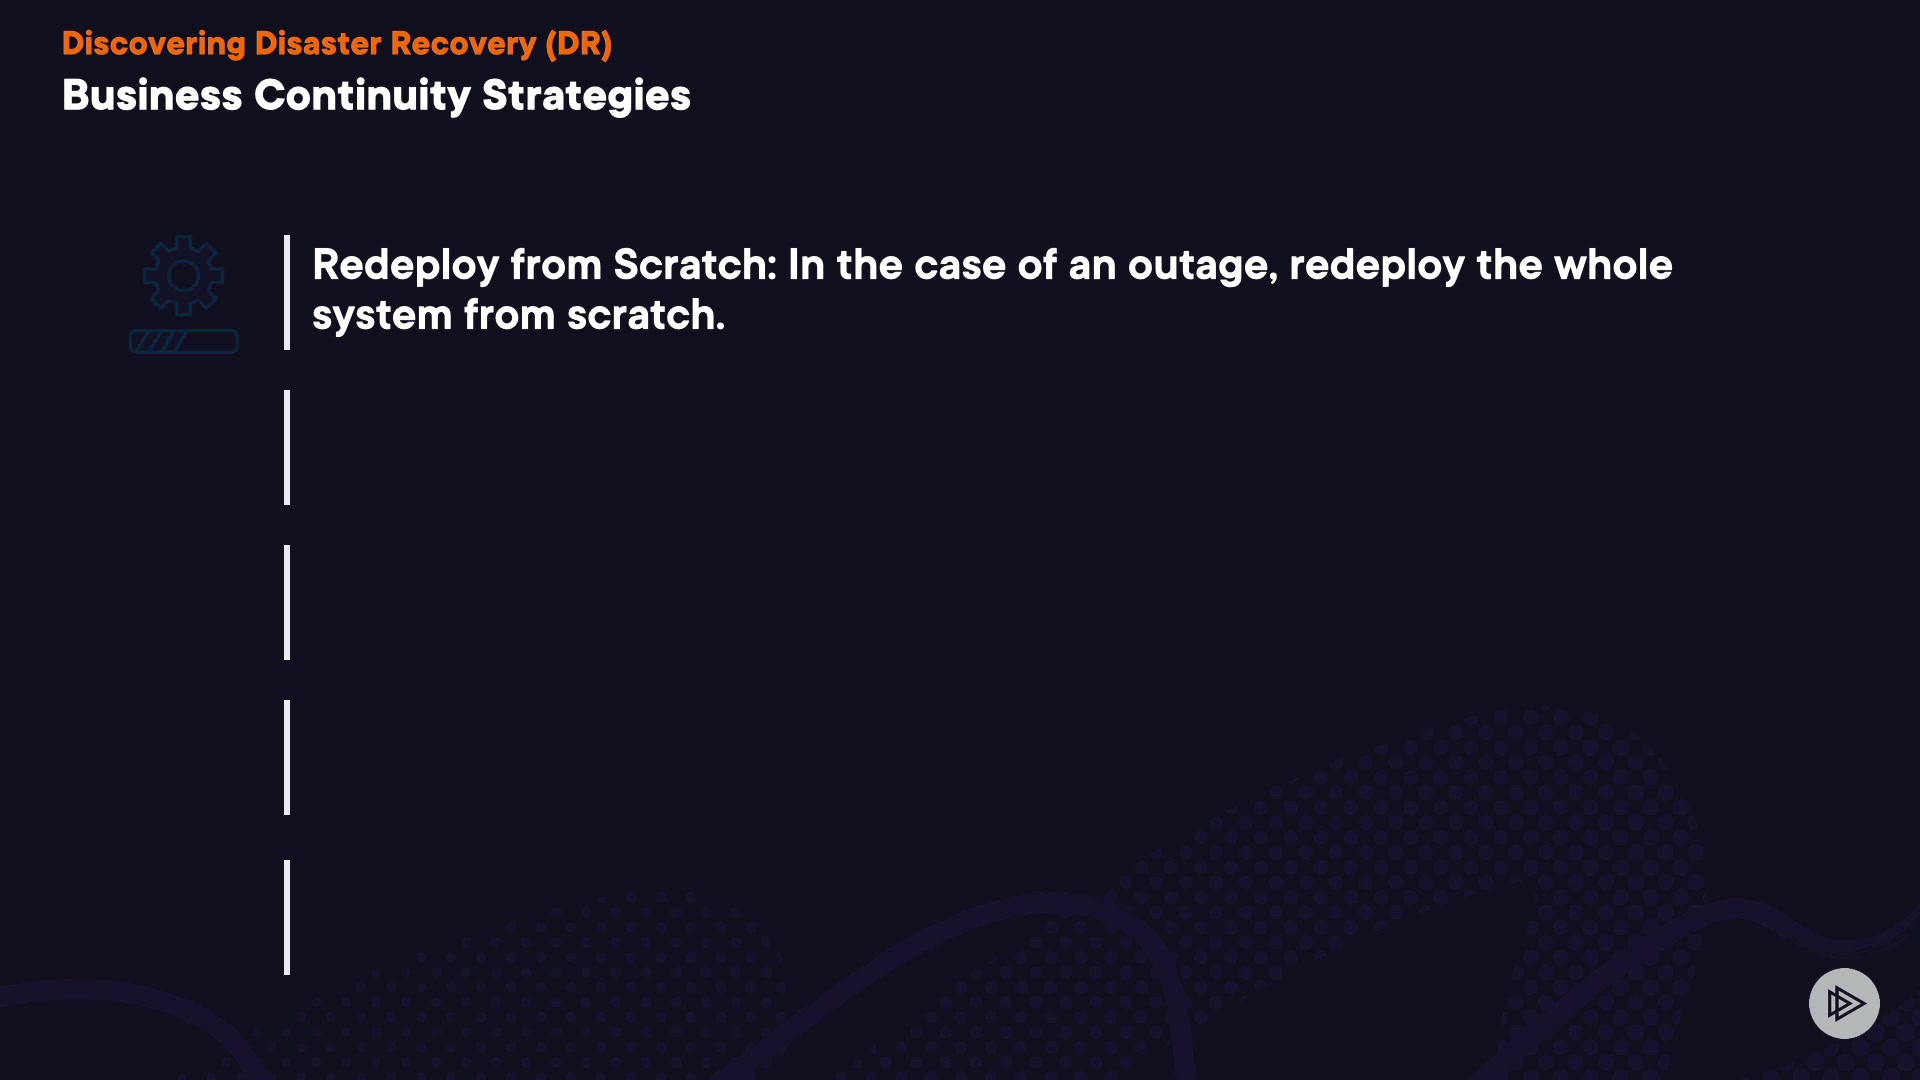 Discovering Disaster Recovery (DR)
Business Continuity Strategies
Redeploy from Scratch: In the case of an outage, redeploy the whole
system from scratch.